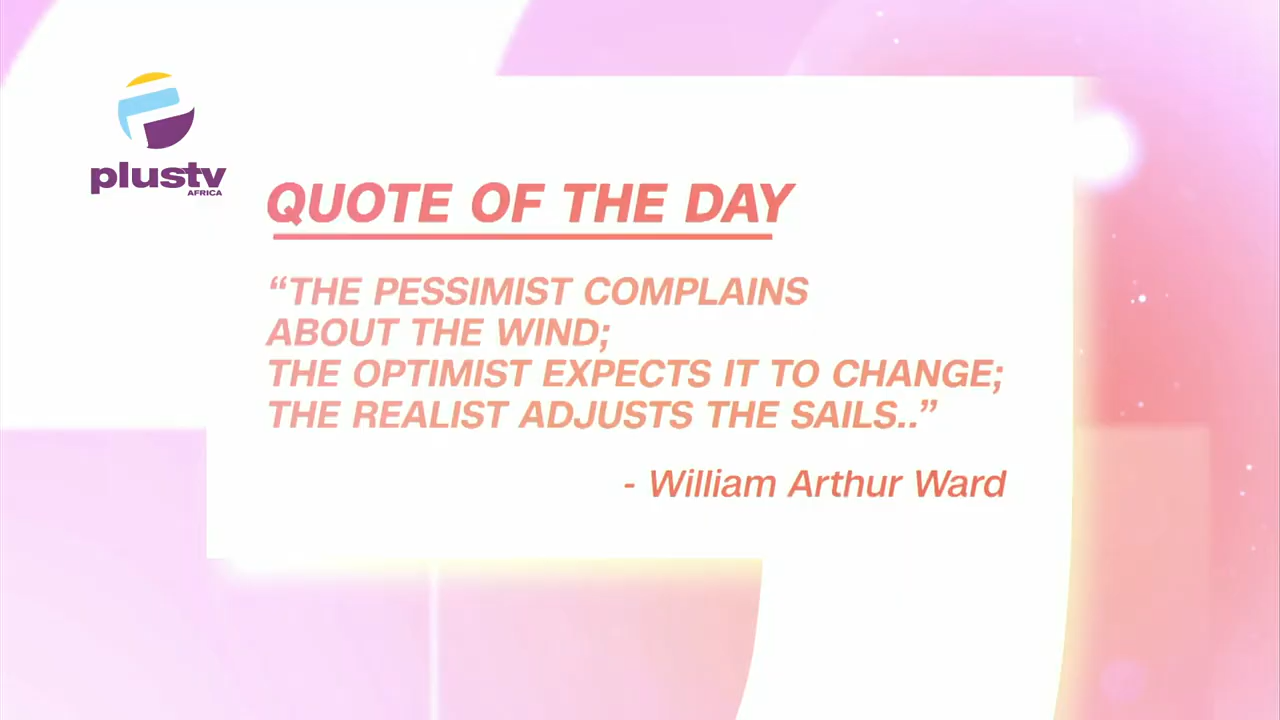 plustv
AFRICA
QUOTE OF THE DAY
“THE PESSIMIST COMPLAINS
ABOUT THE WIND;
THE OPTIMIST EXPECTS IT TO CHANGE;
THE REALIST ADJUSTS THE SAILS..”
- William Arthur Ward